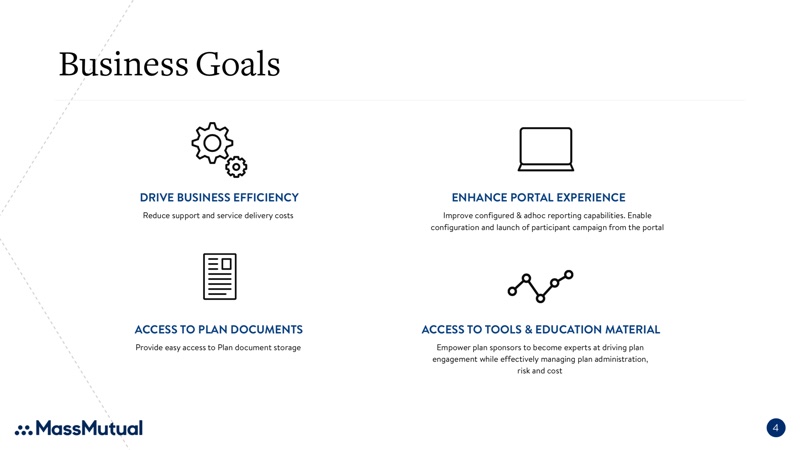 Business Goals
DRIVE BUSINESS EFFICIENCY
Reduce support and service delivery costs
ENHANCE PORTAL EXPERIENCE
Improve configured & adhoc reporting capabilities. Enable
configuration and launch of participant campaign from the portal
ACCESS TO PLAN DOCUMENTS
Provide easy access to Plan document storage
ACCESS TO TOOLS & EDUCATION MATERIAL
Empower plan sponsors to become experts at driving plan
engagement while effectively managing plan administration,
risk and cost
MassMutual
4